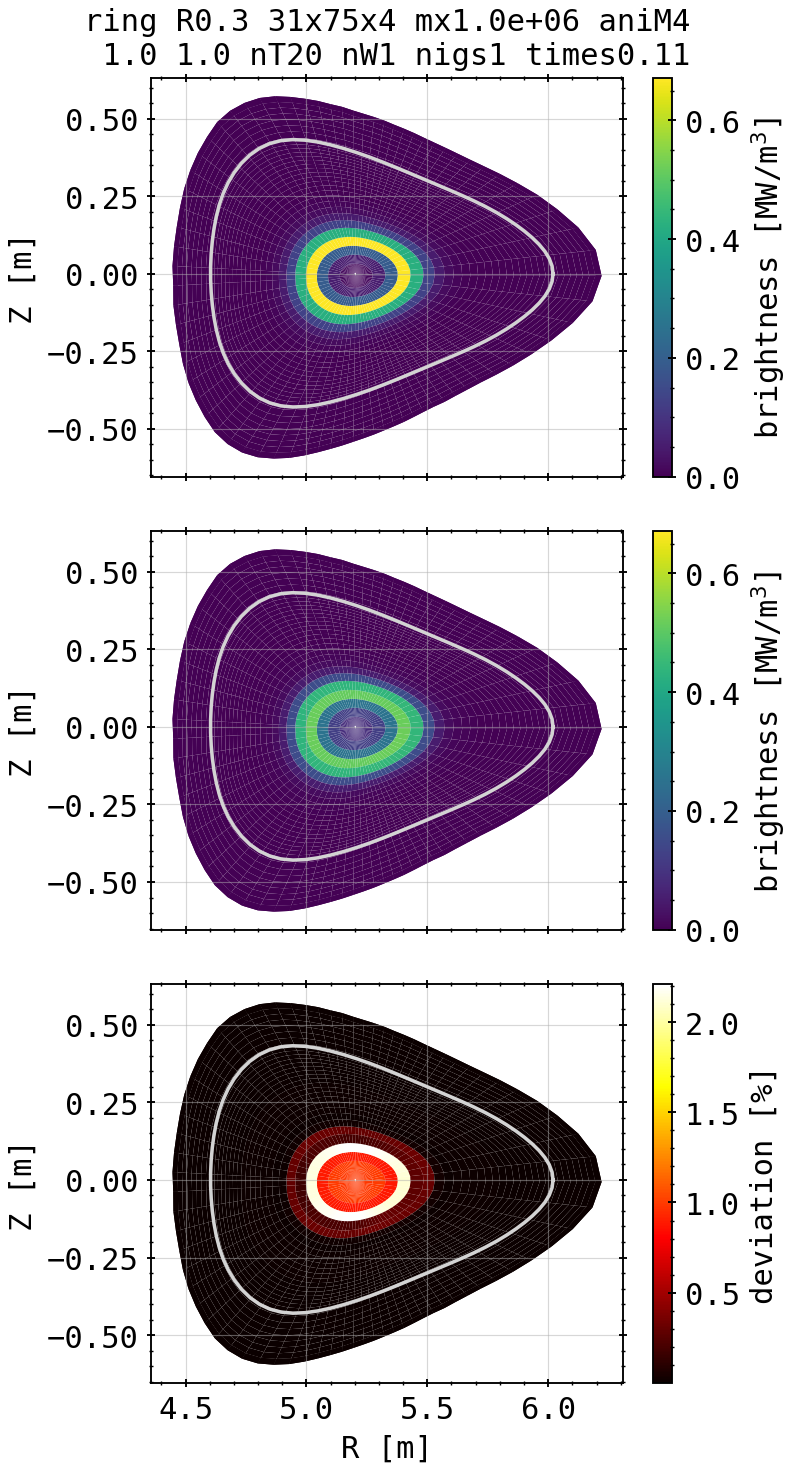 ring R0.3 31x75x4 mx1.0e+06 aniM4
1.0 1.0 nT20 nW1 nigs1 times0.11
0.50
0.25
0.00
−0.25
−0.50
Z [m]
0.6
0.4
0.2
0.0
brightness [MW/m³]
0.50
0.25
0.00
−0.25
−0.50
Z [m]
0.6
0.4
0.2
0.0
brightness [MW/m³]
0.50
0.25
0.00
−0.25
−0.50
Z [m]
2.0
1.5
1.0
0.5
deviation [%]
4.5 5.0 5.5 6.0
R [m]